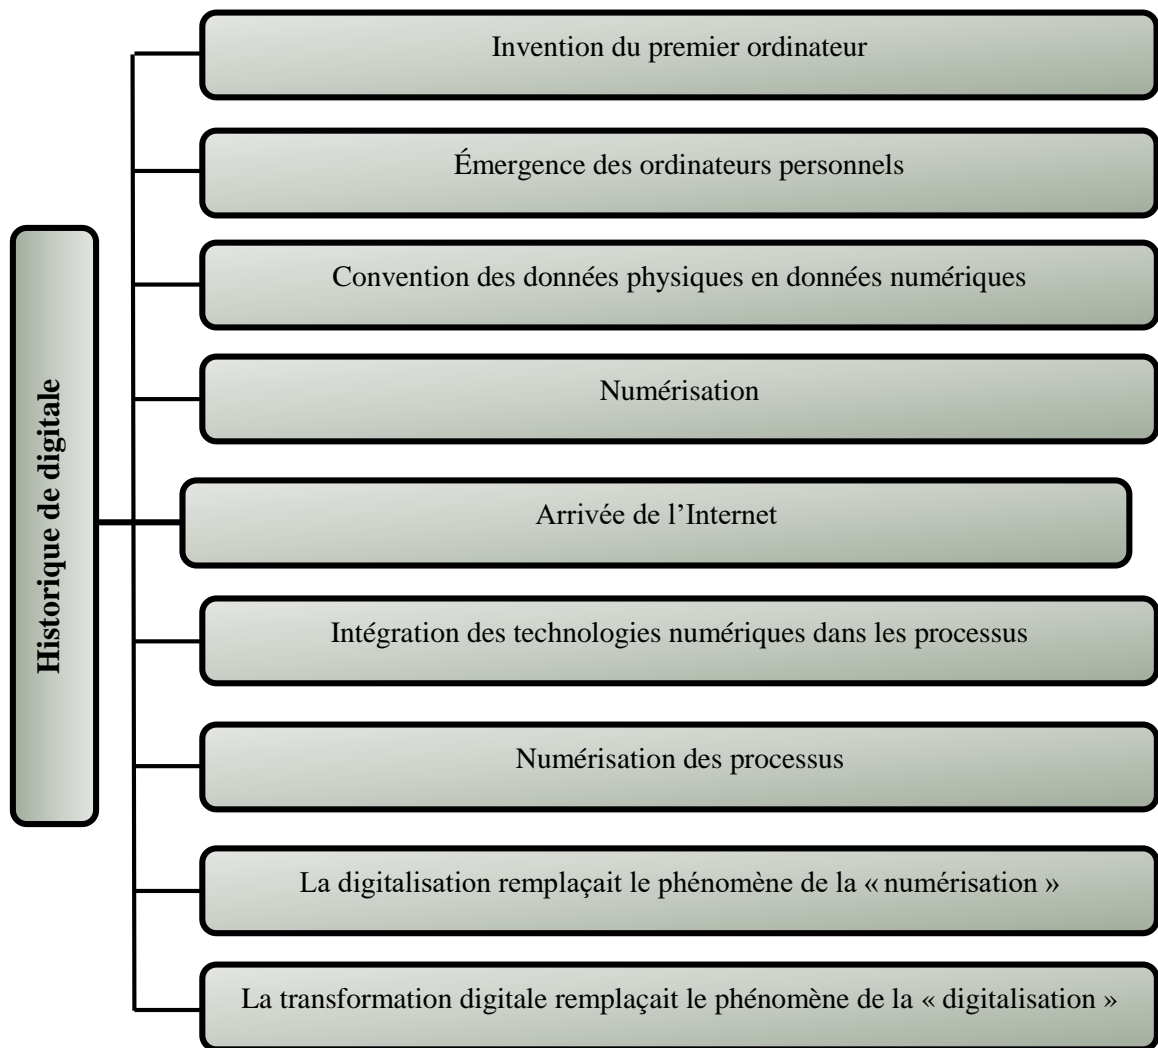 Historique de digitale
Invention du premier ordinateur
Émergence des ordinateurs personnels
Convention des données physiques en données numériques
Numérisation
Arrivée de l’Internet
Intégration des technologies numériques dans les processus
Numérisation des processus
La digitalisation remplaçait le phénomène de la « numérisation »
La transformation digitale remplaçait le phénomène de la « digitalisation »